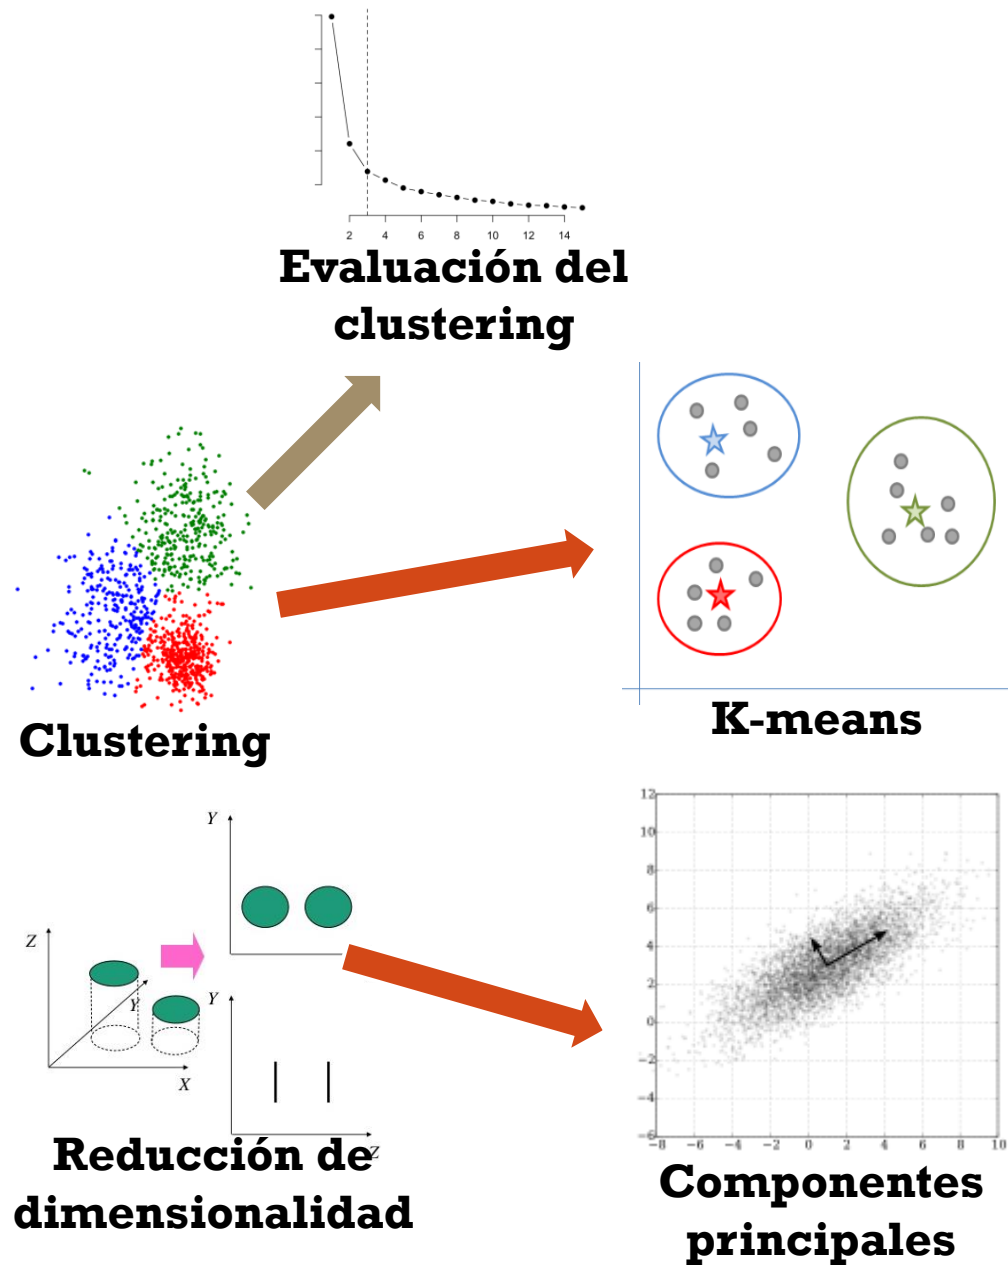 2 4 6 8 10 12 14
Evaluación del
clustering
Clustering
K-means
Y
Z
Y
X
Y
Z
Reducción de
dimensionalidad
12
10
8
6
4
2
0
−2
−4
−6
−8 −6 −4 −2 0 2 4 6 8 10
Componentes
principales